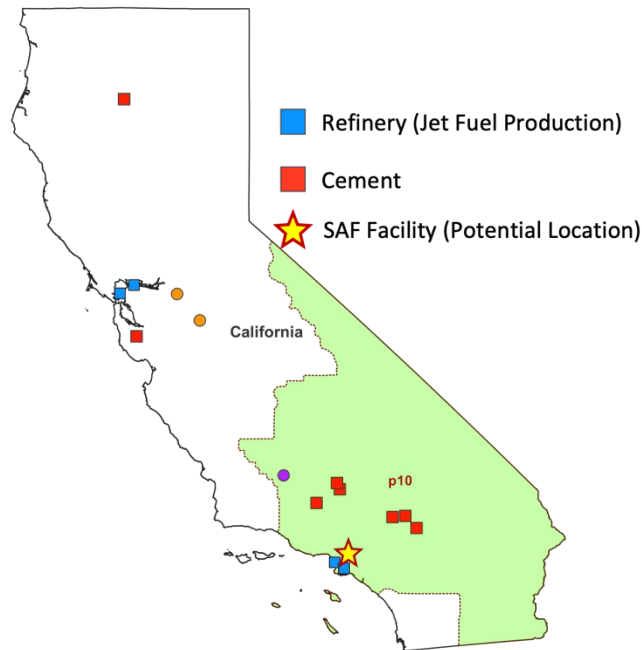 Refinery (Jet Fuel Production)
Cement
SAF Facility (Potential Location)
California
p10